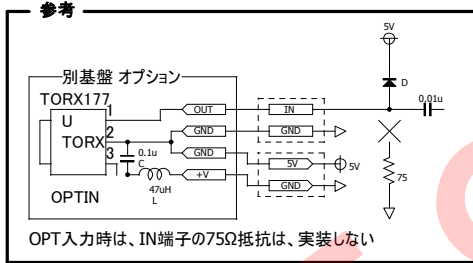 参考
5V
別基盤 オプション
TORX177
U
TORX
1
2
3
OPTIN
0.1u
C
47uH
L
OUT
GND
GND
+V
IN
GND
5V
GND
5V
D
0.01u
75
OPT入力時は、IN端子の75Ω抵抗は、実装しない